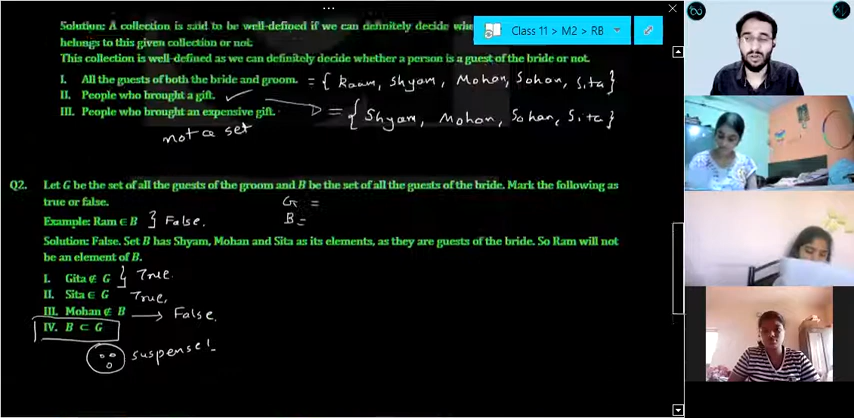 Solution: A collection is said to be well-defined if we can definitely decide
Class 11 > M2 > RB
belongs to this given collection or not.
This collection is well-defined as we can definitely decide whether a person is a guest of the bride or not.
I. All the guests of both the bride and groom. = { Raam, Shyam, Mohan, Sohan, Sita }
II. People who brought a gift.
III. People who brought an expensive gift. = { Shyam, Mohan, Sohan, Sita }
not a set
Q2. Let G be the set of all the guests of the groom and B be the set of all the guests of the bride. Mark the following as
true or false. G =
Example: Ram ∈ B } False. B =
Solution: False. Set B has Shyam, Mohan and Sita as its elements, as they are guests of the bride. So Ram will not
be an element of B.
I. Gita ∉ G } True.
II. Sita ∈ G True,
III. Mohan ∉ B → False.
IV. B ⊂ G
suspense!